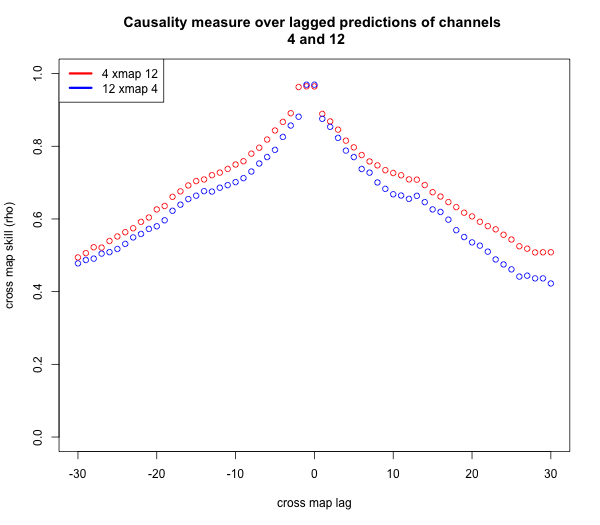 Causality measure over lagged predictions of channels
4 and 12
4 xmap 12
12 xmap 4
cross map skill (rho)
1.0
0.8
0.6
0.4
0.2
0.0
-30 -20 -10 0 10 20 30
cross map lag